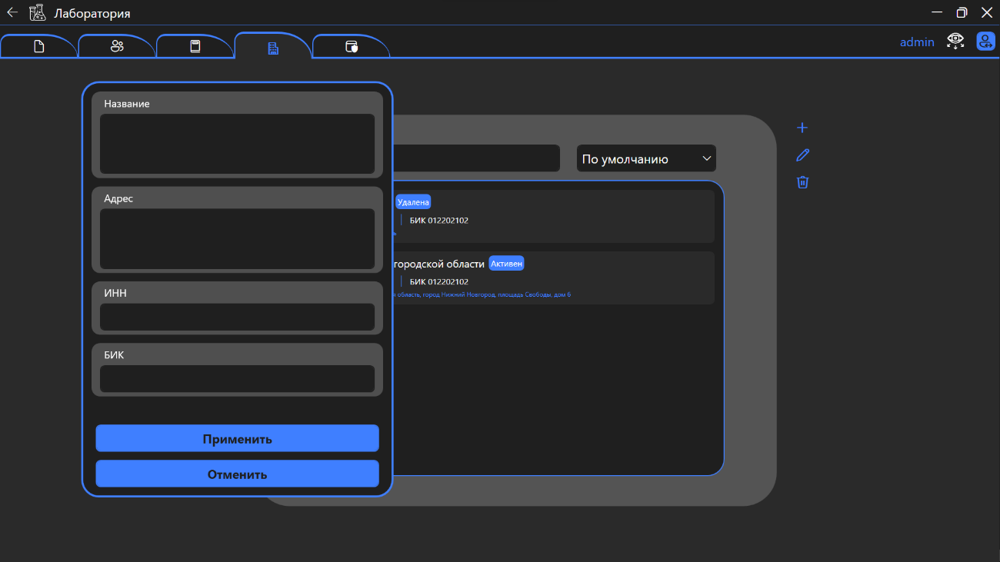 Лаборатория
admin
Название
Адрес
ИНН
БИК
Применить
Отменить
По умолчанию
Удалена
БИК 012202102
городской области Активен
БИК 012202102
область, город Нижний Новгород, площадь Свободы, дом 6